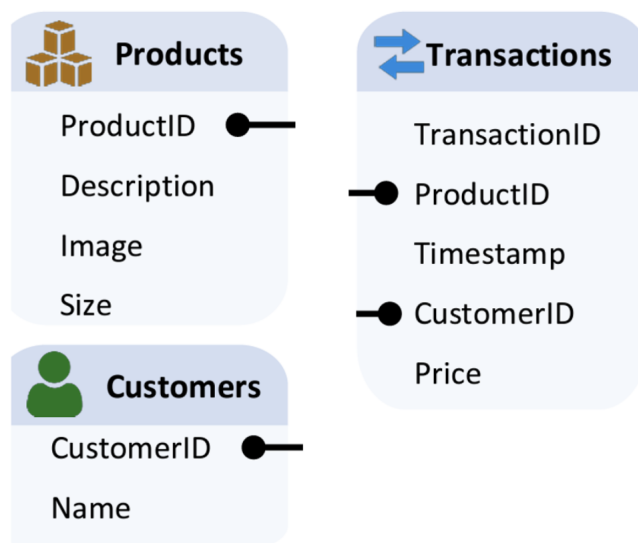 Products
ProductID
Description
Image
Size
Customers
CustomerID
Name
Transactions
TransactionID
ProductID
Timestamp
CustomerID
Price